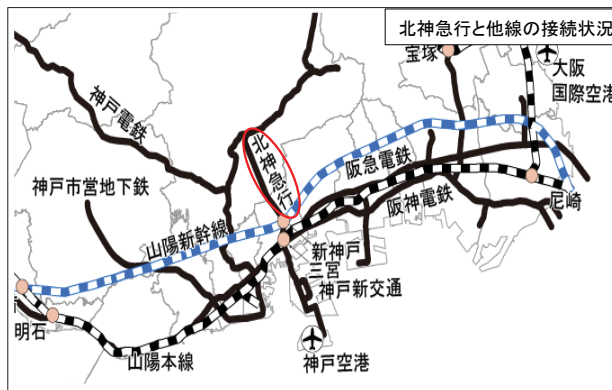 北神急行と他線の接続状況
宝塚
大阪
国際空港
神戸電鉄
北神急行
阪急電鉄
神戸市営地下鉄
阪神電鉄
尼崎
山陽新幹線
新神戸
三宮
神戸新交通
明石
山陽本線
神戸空港